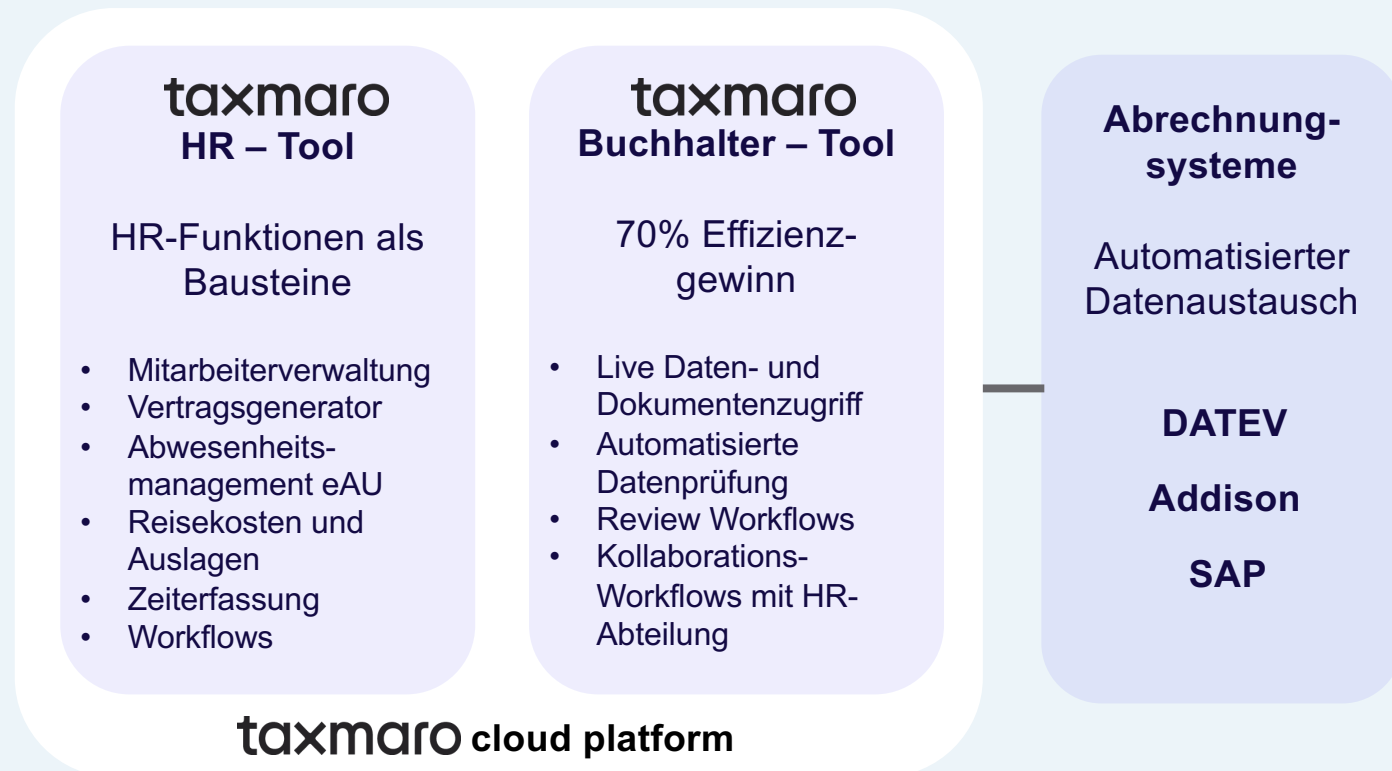 taxmaro
HR – Tool
HR-Funktionen als
Bausteine
• Mitarbeiterverwaltung
• Vertragsgenerator
• Abwesenheits-
management eAU
• Reisekosten und
Auslagen
• Zeiterfassung
• Workflows
taxmaro
Buchhalter – Tool
70% Effizienz-
gewinn
• Live Daten- und
Dokumentenzugriff
• Automatisierte
Datenprüfung
• Review Workflows
• Kollaborations-
Workflows mit HR-
Abteilung
taxmaro cloud platform
Abrechnung-
systeme
Automatisierter
Datenaustausch
DATEV
Addison
SAP